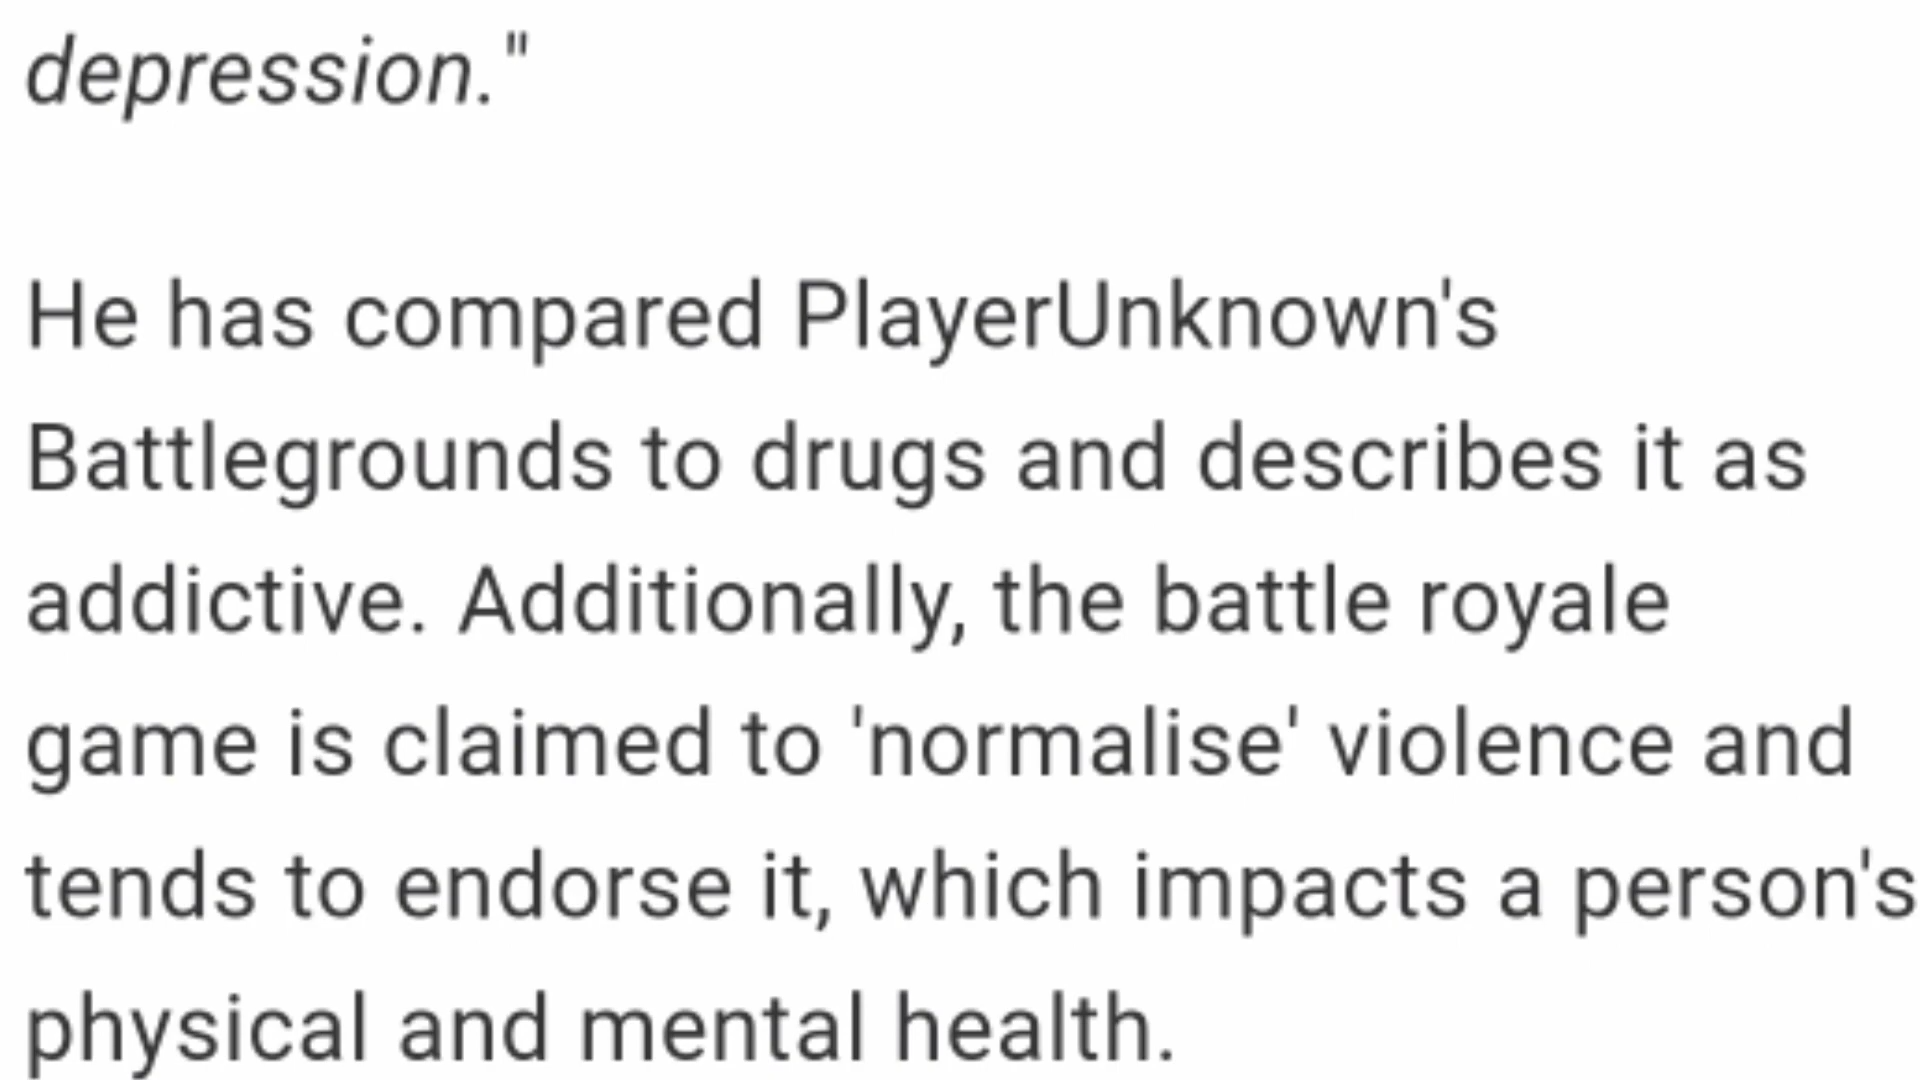 depression."
He has compared PlayerUnknown's
Battlegrounds to drugs and describes it as
addictive. Additionally, the battle royale
game is claimed to 'normalise' violence and
tends to endorse it, which impacts a person's
physical and mental health.